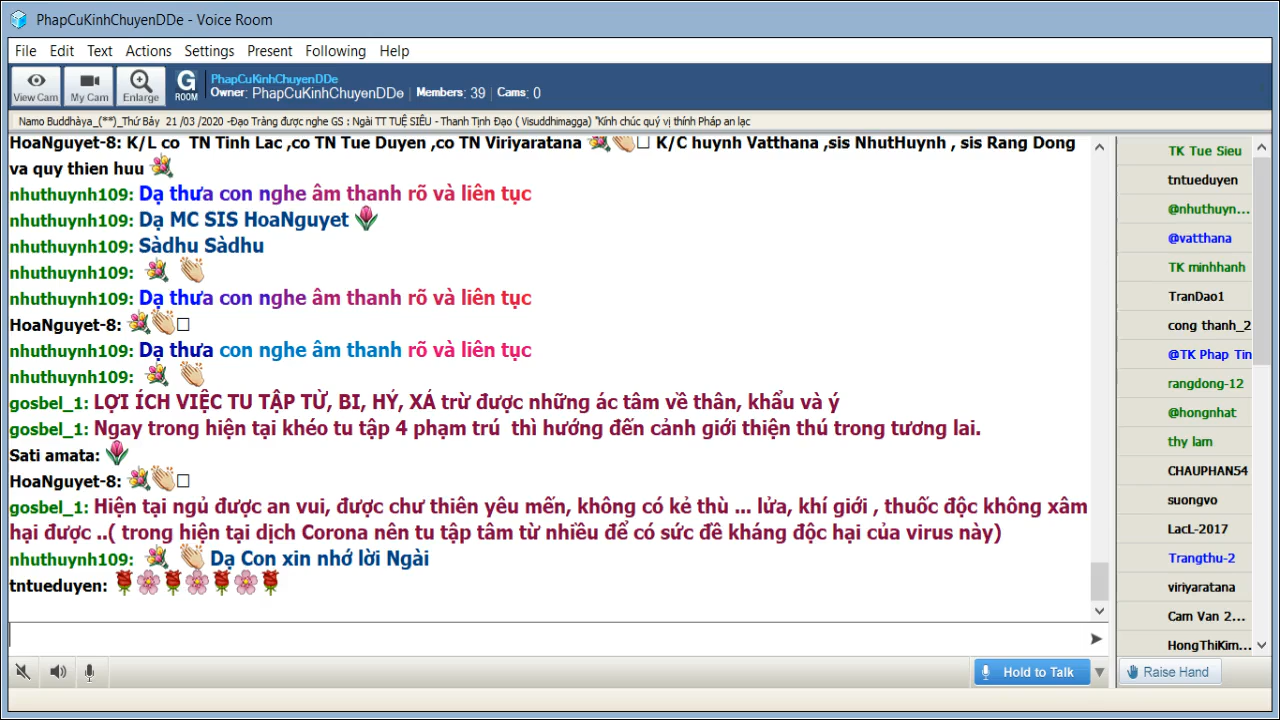 PhapCuKinhChuyenDDe - Voice Room
File Edit Text Actions Settings Present Following Help
View Cam My Cam Enlarge G ROOM
PhapCuKinhChuyenDDe
Owner: PhapCuKinhChuyenDDe | Members: 39 | Cams: 0
Namo Buddhàya_(**)_Thứ Bảy 21 /03 /2020 -Đạo Tràng được nghe GS : Ngài TT TUỆ SIÊU - Thanh Tịnh Đạo ( Visuddhimagga) "Kính chúc quý vị thính Pháp an lạc
HoaNguyet-8: K/L co TN Tinh Lac ,co TN Tue Duyen ,co TN Viriyaratana 💐👏□ K/C huynh Vatthana ,sis NhutHuynh , sis Rang Dong
va quy thien huu 💐
nhuthuynh109: Dạ thưa con nghe âm thanh rõ và liên tục
nhuthuynh109: Dạ MC SIS HoaNguyet 🌷
nhuthuynh109: Sàdhu Sàdhu
nhuthuynh109: 💐 👏
nhuthuynh109: Dạ thưa con nghe âm thanh rõ và liên tục
HoaNguyet-8: 💐👏□
nhuthuynh109: Dạ thưa con nghe âm thanh rõ và liên tục
nhuthuynh109: 💐 👏
gosbel_1: LỢI ÍCH VIỆC TU TẬP TỪ, BI, HỶ, XẢ trừ được những ác tâm về thân, khẩu và ý
gosbel_1: Ngay trong hiện tại khéo tu tập 4 phạm trú thì hướng đến cảnh giới thiện thú trong tương lai.
Sati amata: 🌷
HoaNguyet-8: 💐👏□
gosbel_1: Hiện tại ngủ được an vui, được chư thiên yêu mến, không có kẻ thù ... lửa, khí giới , thuốc độc không xâm
hại được ..( trong hiện tại dịch Corona nên tu tập tâm từ nhiều để có sức đề kháng độc hại của virus này)
nhuthuynh109: 💐 👏 Dạ Con xin nhớ lời Ngài
tntueduyen: 🌹🌸🌹🌸🌹🌸🌹
Hold to Talk
TK Tue Sieu
tntueduyen
@nhuthuyn...
@vatthana
TK minhhanh
TranDao1
cong thanh_2
@TK Phap Tin
rangdong-12
@hongnhat
thy lam
CHAUPHAN54
suongvo
LacL-2017
Trangthu-2
viriyaratana
Cam Van 2...
HongThiKim...
Raise Hand